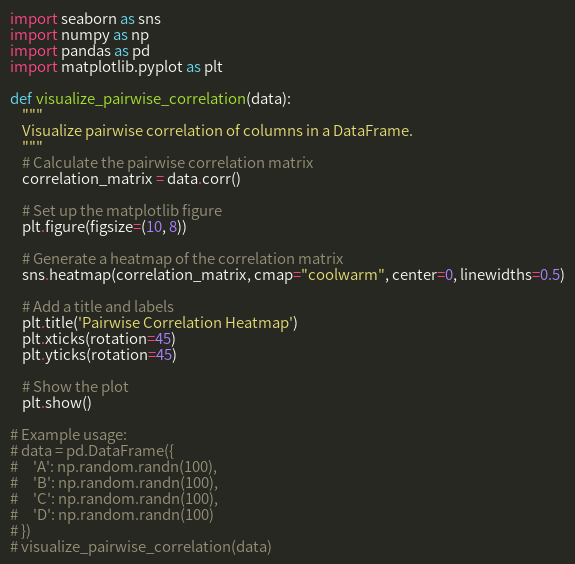 import seaborn as sns
import numpy as np
import pandas as pd
import matplotlib.pyplot as plt

def visualize_pairwise_correlation(data):
    """
    Visualize pairwise correlation of columns in a DataFrame.
    """
    # Calculate the pairwise correlation matrix
    correlation_matrix = data.corr()

    # Set up the matplotlib figure
    plt.figure(figsize=(10, 8))

    # Generate a heatmap of the correlation matrix
    sns.heatmap(correlation_matrix, cmap="coolwarm", center=0, linewidths=0.5)

    # Add a title and labels
    plt.title('Pairwise Correlation Heatmap')
    plt.xticks(rotation=45)
    plt.yticks(rotation=45)

    # Show the plot
    plt.show()

# Example usage:
# data = pd.DataFrame({
#     'A': np.random.randn(100),
#     'B': np.random.randn(100),
#     'C': np.random.randn(100),
#     'D': np.random.randn(100)
# })
# visualize_pairwise_correlation(data)